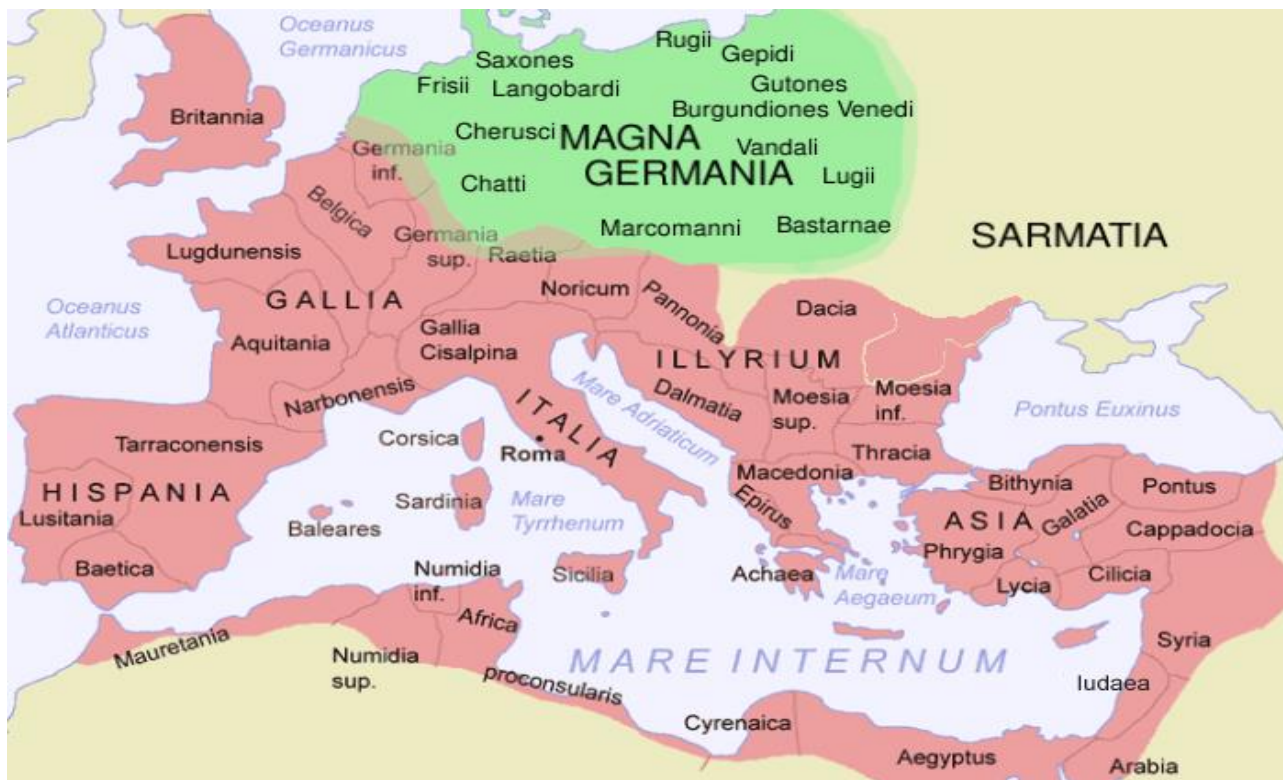 Oceanus
Germanicus
Britannia
Rugii
Gepidi
Saxones
Frisii
Langobardi
Gutones
Burgundiones
Venedi
Cherusci
MAGNA
GERMANIA
Vandali
Lugii
Chatti
Marcomanni
Bastarnae
SARMATIA
Germania
inf.
Belgica
Germania
sup.
Raetia
Lugdunensis
GALLIA
Noricum
Pannonia
Dacia
Oceanus
Atlanticus
Aquitania
Gallia
Cisalpina
ILLYRIUM
Narbonensis
ITALIA
Mare Adriaticum
Dalmatia
Moesia
sup.
Moesia
inf.
Pontus Euxinus
Tarraconensis
Corsica
Roma
Thracia
Macedonia
HISPANIA
Lusitania
Baetica
Baleares
Sardinia
Mare
Tyrrhenum
Epirus
Bithynia
Pontus
ASIA
Galatia
Cappadocia
Phrygia
Lycia
Cilicia
Numidia
inf.
Sicilia
Achaea
Mare
Aegaeum
Africa
proconsularis
Mauretania
Numidia
sup.
MARE INTERNUM
Syria
Iudaea
Cyrenaica
Aegyptus
Arabia